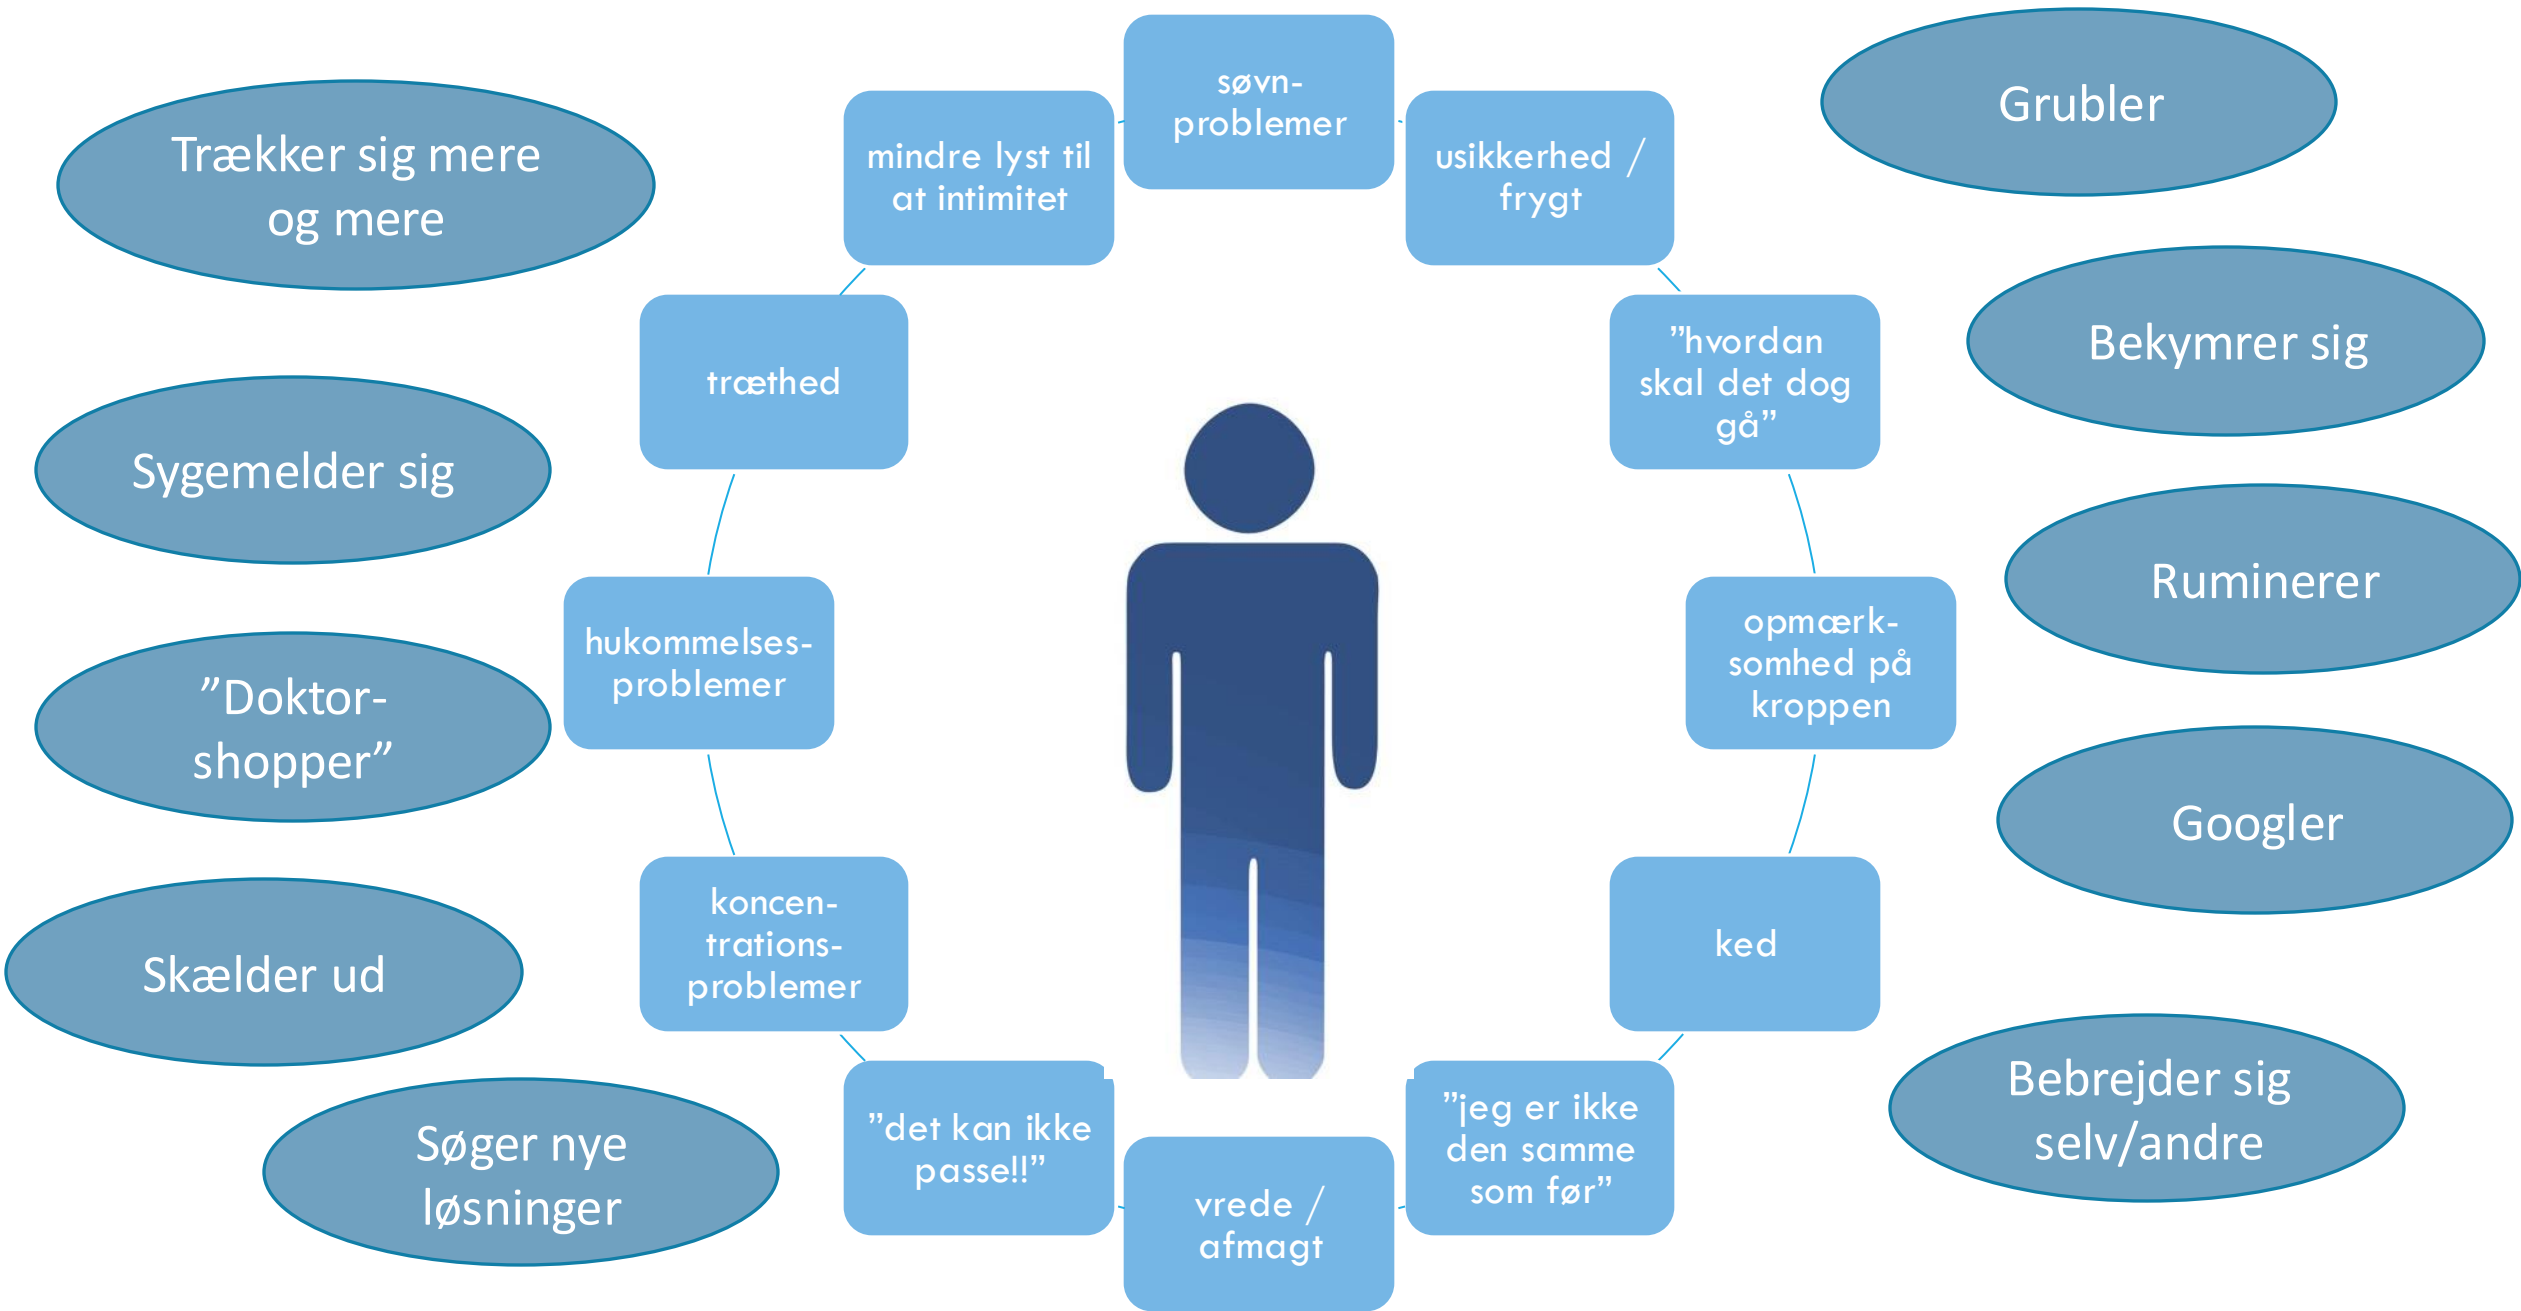 søvn-
problemer
usikkerhed /
frygt
”hvordan
skal det dog
gå”
opmærk-
somhed på
kroppen
ked
”jeg er ikke
den samme
som før”
vrede /
afmagt
”det kan ikke
passe!!”
koncen-
trations-
problemer
hukommelses-
problemer
træthed
mindre lyst til
at intimitet
Grubler
Bekymrer sig
Ruminerer
Googler
Bebrejder sig
selv/andre
Trækker sig mere
og mere
Sygemelder sig
”Doktor-
shopper”
Skælder ud
Søger nye
løsninger